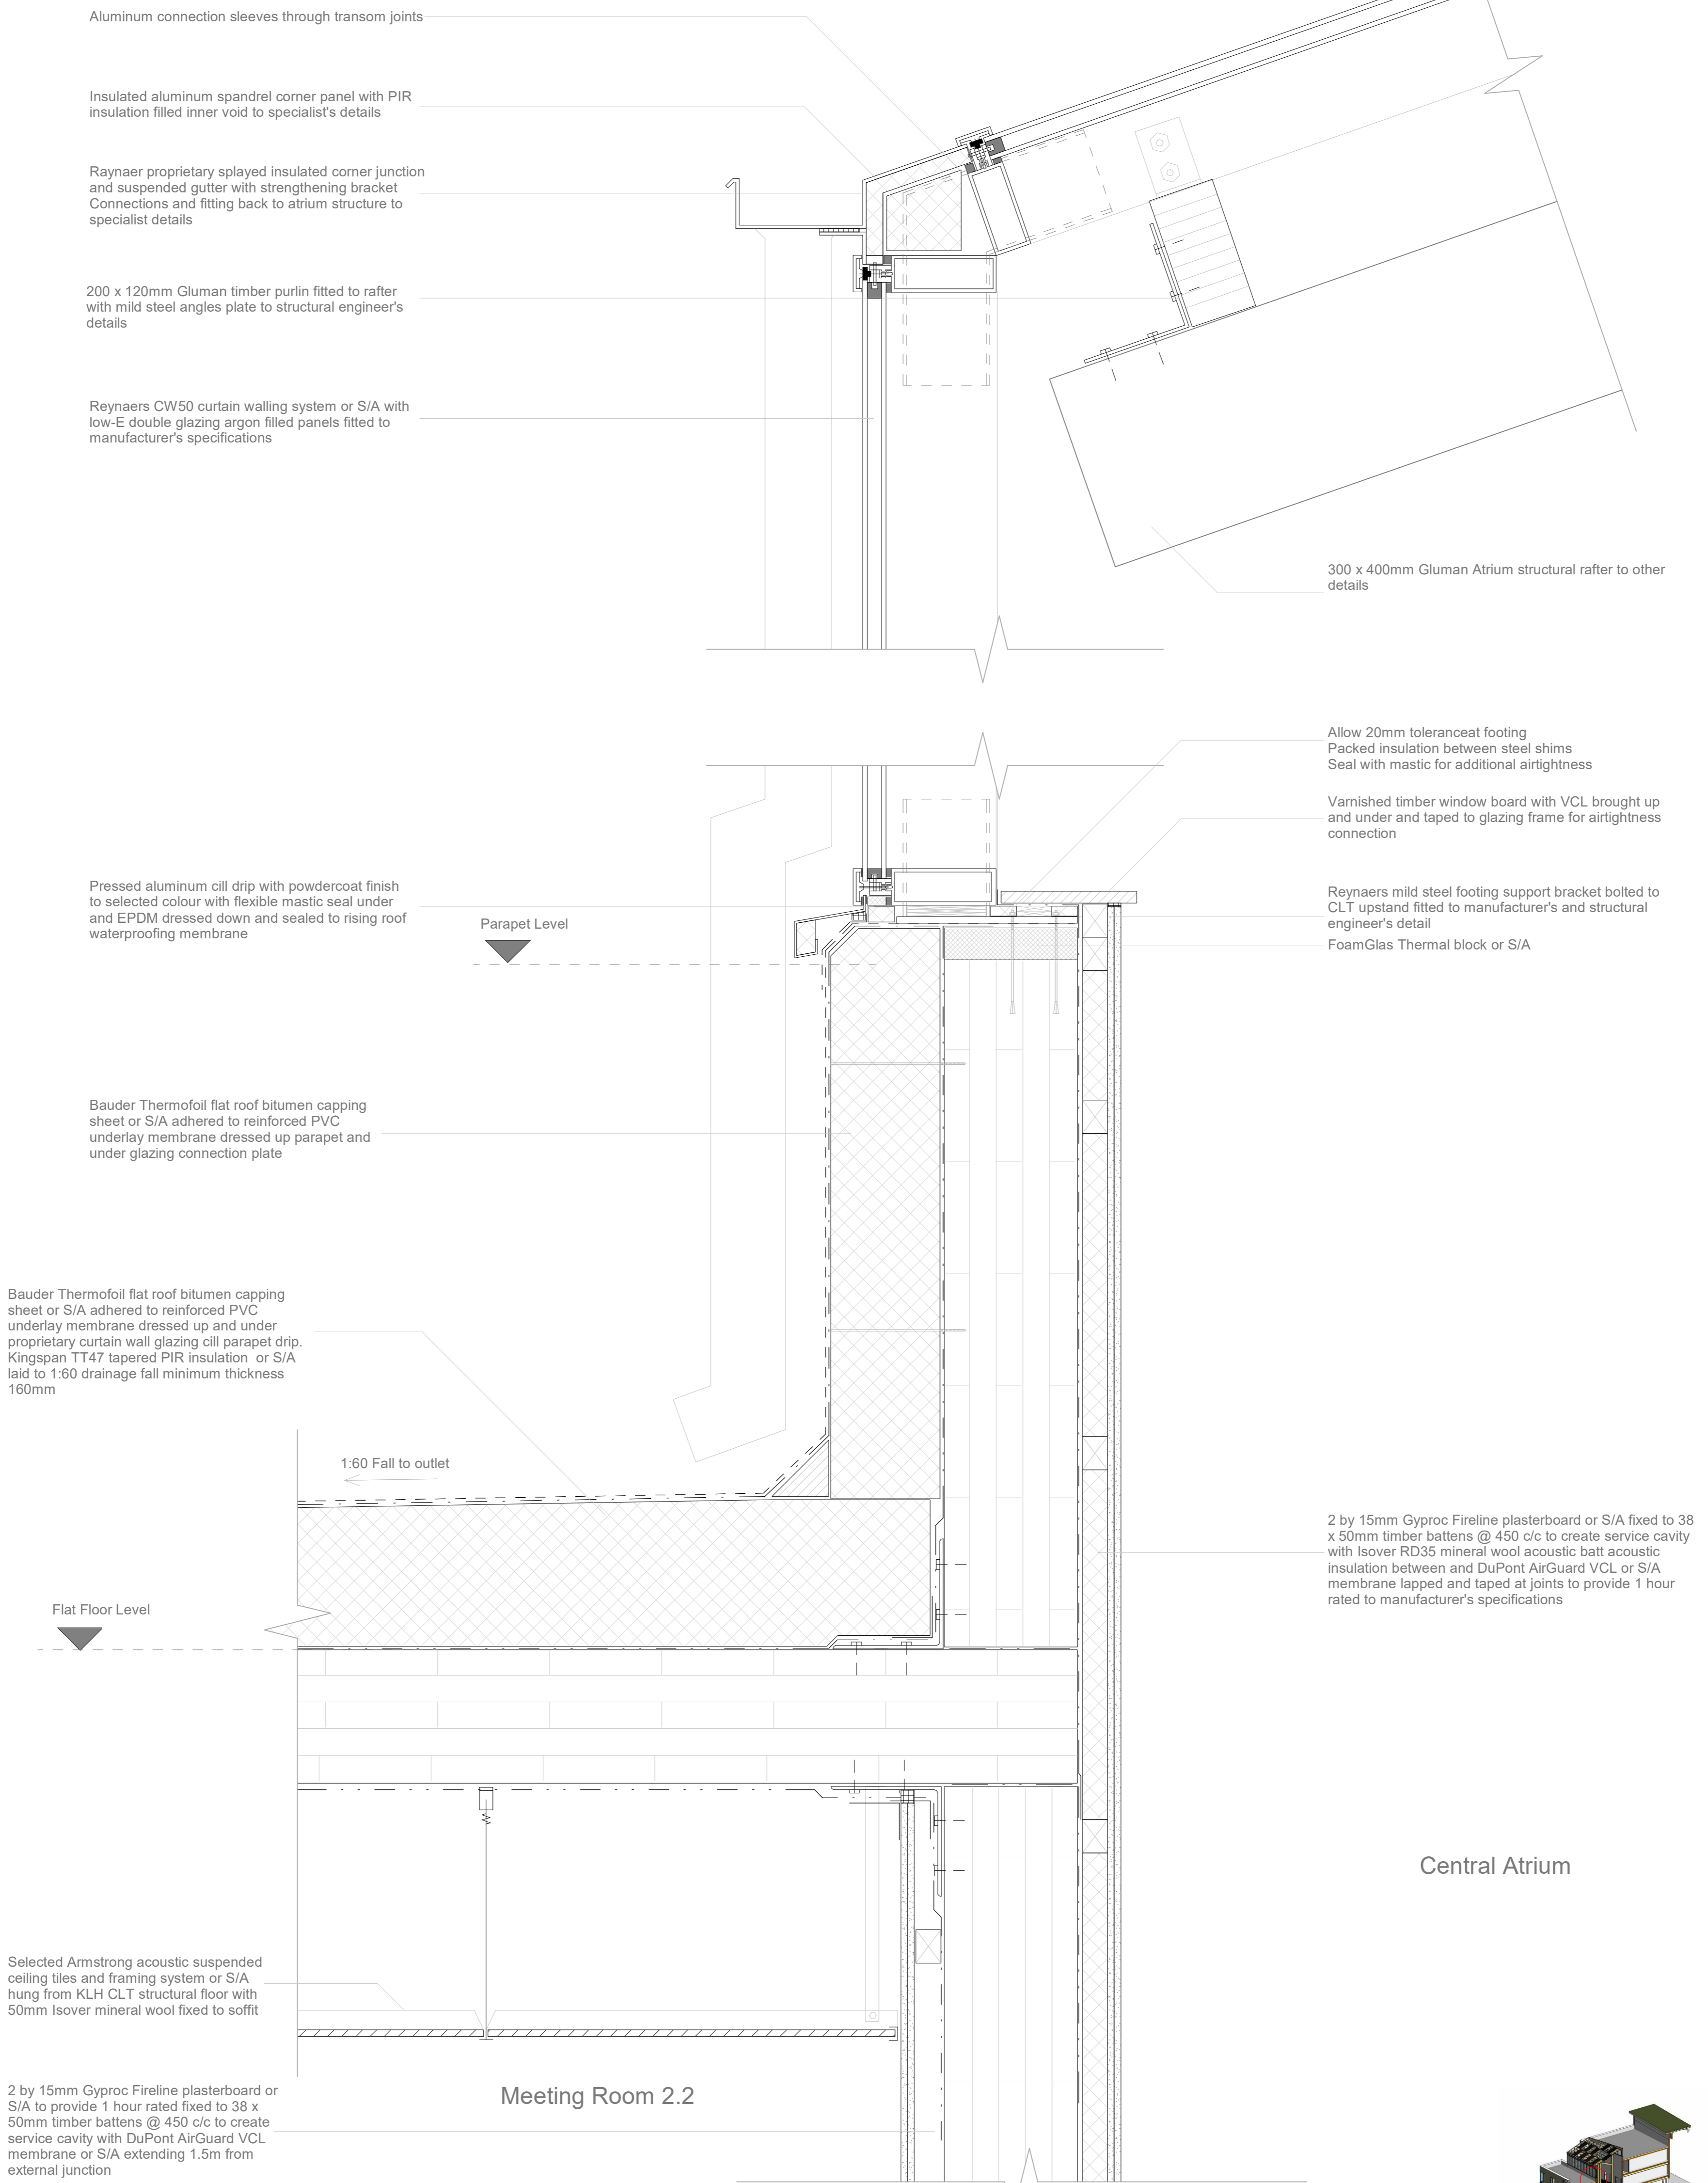 Aluminum connection sleeves through transom joints
Insulated aluminum spandrel corner panel with PIR
insulation filled inner void to specialist's details
Raynaer proprietary splayed insulated corner junction
and suspended gutter with strengthening bracket
Connections and fitting back to atrium structure to
specialist details
200 x 120mm Gluman timber purlin fitted to rafter
with mild steel angles plate to structural engineer's
details
Reynaers CW50 curtain walling system or S/A with
low-E double glazing argon filled panels fitted to
manufacturer's specifications
300 x 400mm Gluman Atrium structural rafter to other
details
Allow 20mm toleranceat footing
Packed insulation between steel shims
Seal with mastic for additional airtightness
Varnished timber window board with VCL brought up
and under and taped to glazing frame for airtightness
connection
Pressed aluminum cill drip with powdercoat finish
to selected colour with flexible mastic seal under
and EPDM dressed down and sealed to rising roof
waterproofing membrane
Parapet Level
Reynaers mild steel footing support bracket bolted to
CLT upstand fitted to manufacturer's and structural
engineer's detail
FoamGlas Thermal block or S/A
Bauder Thermofoil flat roof bitumen capping
sheet or S/A adhered to reinforced PVC
underlay membrane dressed up parapet and
under glazing connection plate
Bauder Thermofoil flat roof bitumen capping
sheet or S/A adhered to reinforced PVC
underlay membrane dressed up and under
proprietary curtain wall glazing cill parapet drip.
Kingspan TT47 tapered PIR insulation or S/A
laid to 1:60 drainage fall minimum thickness
160mm
1:60 Fall to outlet
2 by 15mm Gyproc Fireline plasterboard or S/A fixed to 38
x 50mm timber battens @ 450 c/c to create service cavity
with Isover RD35 mineral wool acoustic batt acoustic
insulation between and DuPont AirGuard VCL or S/A
membrane lapped and taped at joints to provide 1 hour
rated to manufacturer's specifications
Flat Floor Level
Central Atrium
Selected Armstrong acoustic suspended
ceiling tiles and framing system or S/A
hung from KLH CLT structural floor with
50mm Isover mineral wool fixed to soffit
Meeting Room 2.2
2 by 15mm Gyproc Fireline plasterboard or
S/A to provide 1 hour rated fixed to 38 x
50mm timber battens @ 450 c/c to create
service cavity with DuPont AirGuard VCL
membrane or S/A extending 1.5m from
external junction